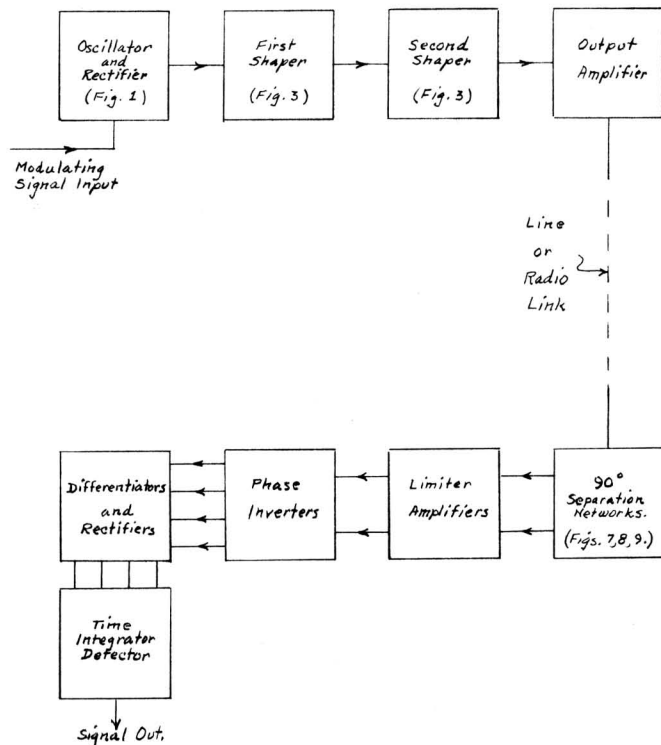 Oscillator
and
Rectifier
(Fig. 1)
First
Shaper
(Fig. 3)
Second
Shaper
(Fig. 3)
Output
Amplifier
Modulating
Signal Input
Line
or
Radio
Link
Differentiators
and
Rectifiers
Phase
Inverters
Limiter
Amplifiers
90°
Separation
Networks.
(Figs. 7,8,9.)
Time
Integrator
Detector
Signal Out.